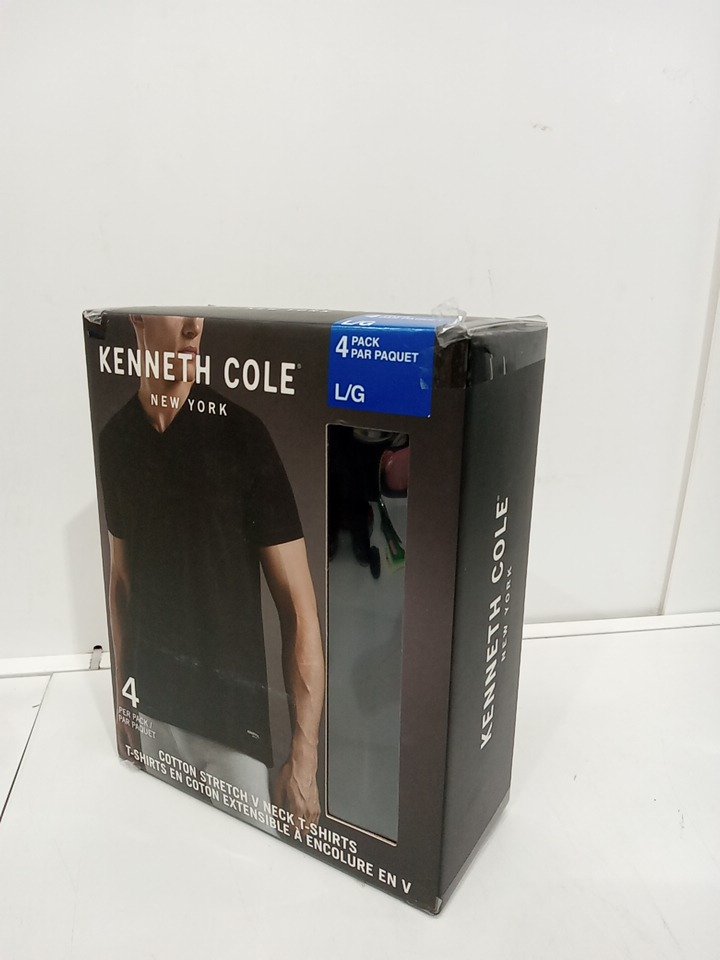 KENNETH COLE®
NEW YORK
4 PACK
PAR PAQUET
L/G
4
PER PACK /
PAR PAQUET
COTTON STRETCH V NECK T-SHIRTS
T-SHIRTS EN COTON EXTENSIBLE À ENCOLURE EN V
KENNETH COLE
NEW YORK